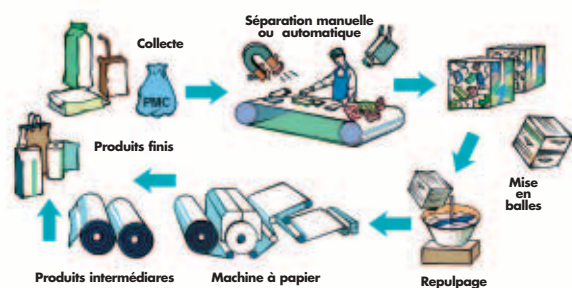 Collecte
PMC
Séparation manuelle
ou automatique
Mise
en
balles
Repulpage
Machine à papier
Produits intermédiares
Produits finis